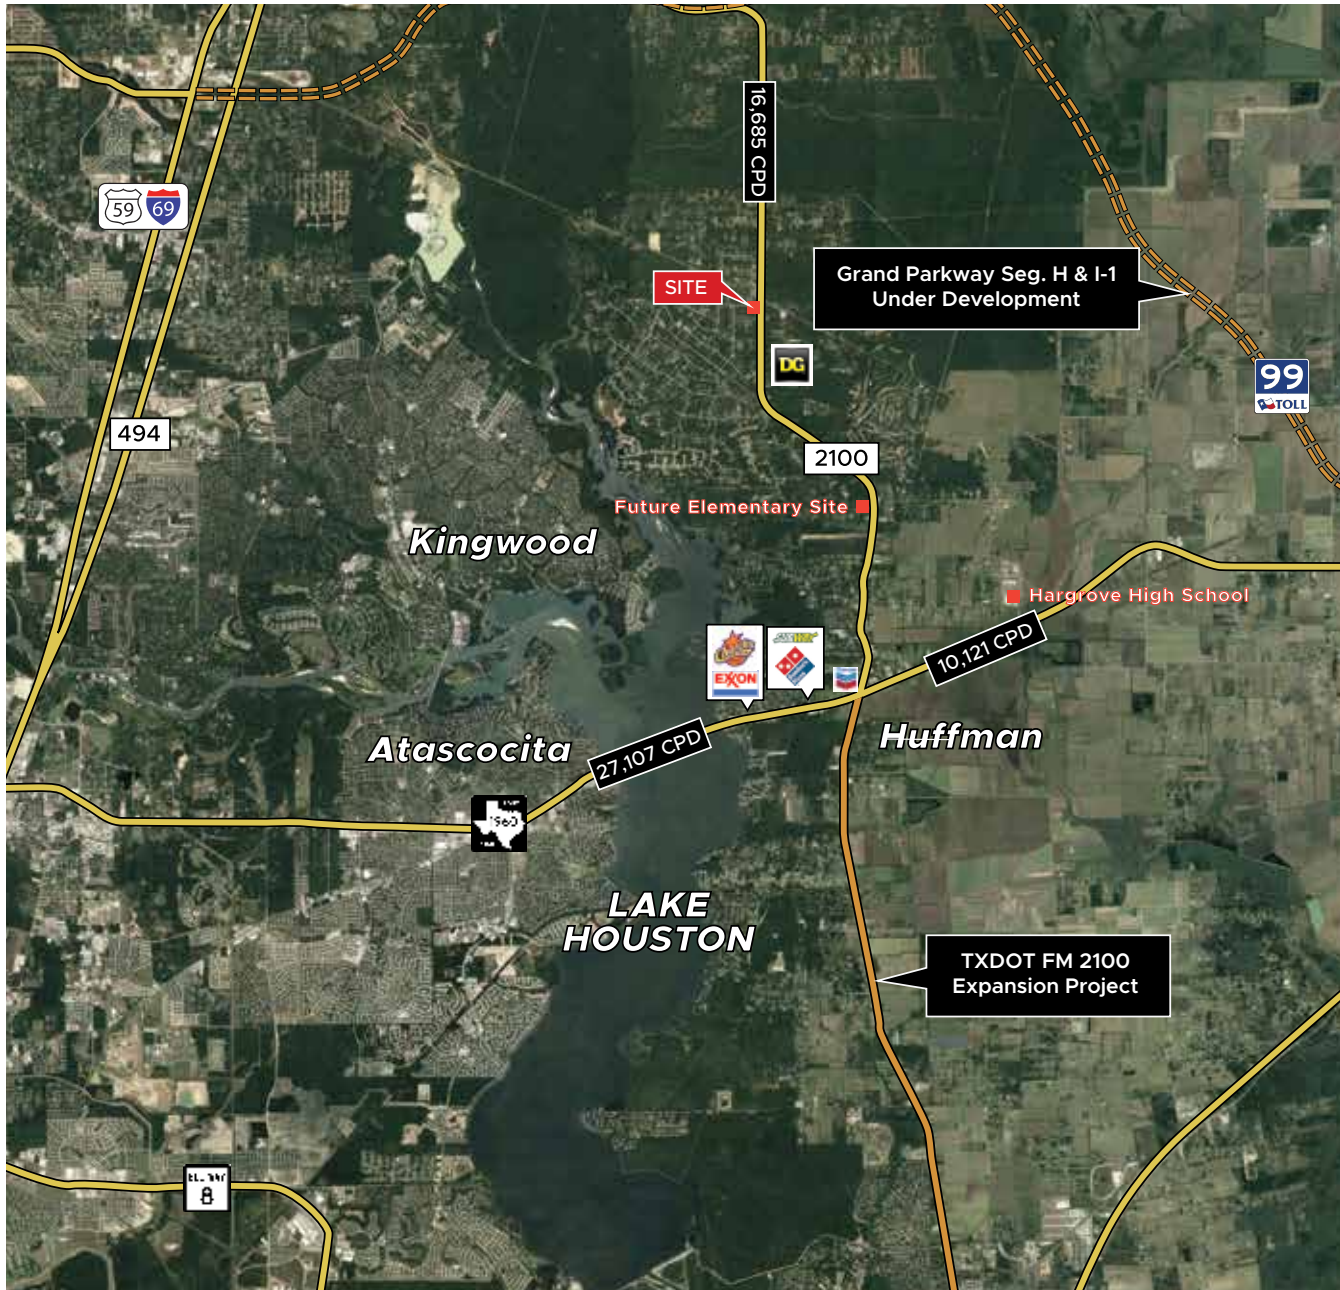 16,685 CPD
59
69
SITE
Grand Parkway Seg. H & I-1
Under Development
DG
99
TOLL
494
2100
Future Elementary Site
Kingwood
Hargrove High School
10,121 CPD
SUBWAY
EXXON
Huffman
Atascocita
27,107 CPD
1960
LAKE
HOUSTON
TXDOT FM 2100
Expansion Project
8